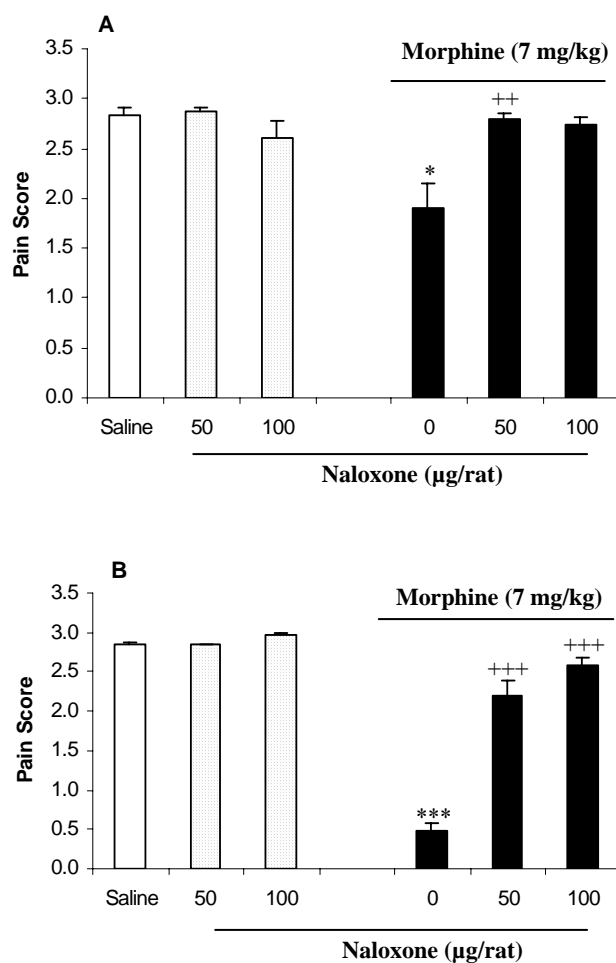 A
Morphine (7 mg/kg)
3.5
3.0
2.5
2.0
1.5
1.0
0.5
0.0
Pain Score
++
*
Saline 50 100 0 50 100
Naloxone (µg/rat)
B
Morphine (7 mg/kg)
3.5
3.0
2.5
2.0
1.5
1.0
0.5
0.0
Pain Score
+++
+++
***
Saline 50 100 0 50 100
Naloxone (µg/rat)